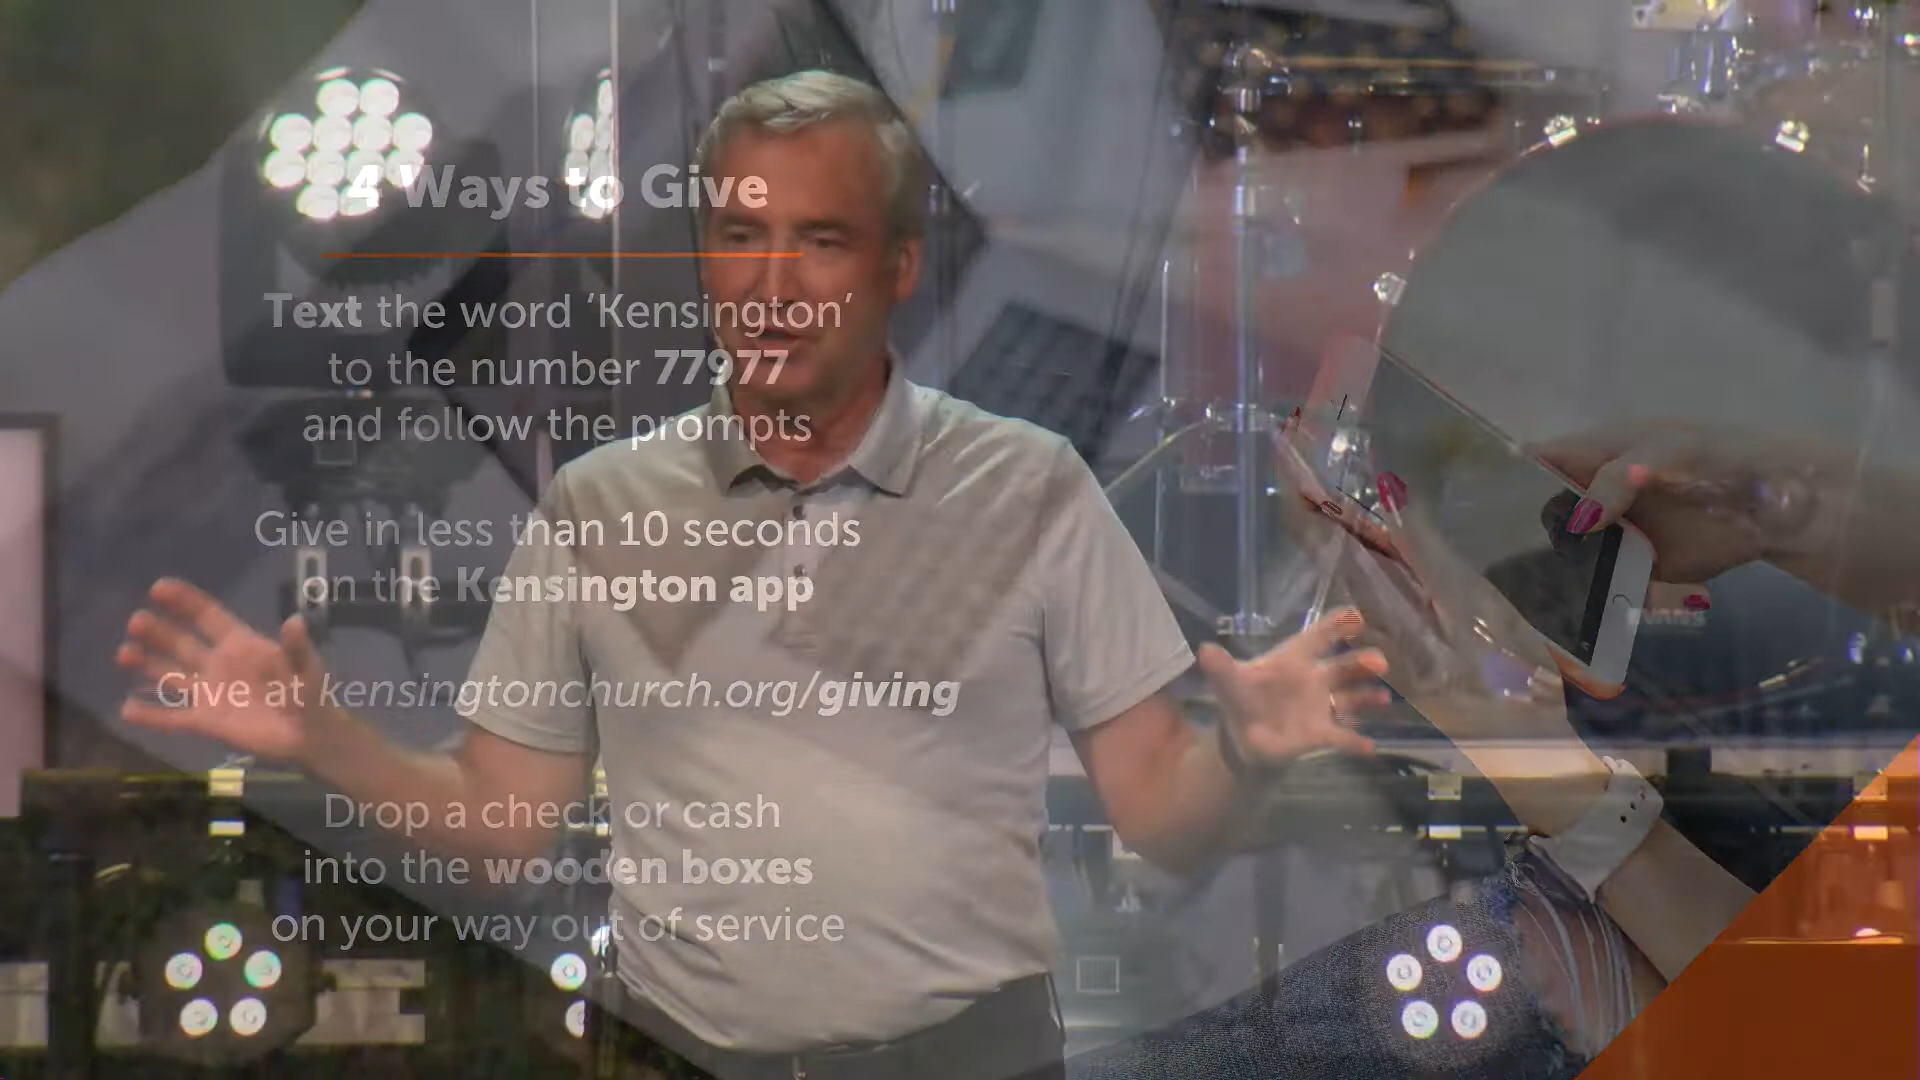 4 Ways to Give
Text the word 'Kensington'
to the number 77977
and follow the prompts
Give in less than 10 seconds
on the Kensington app
Give at kensingtonchurch.org/giving
Drop a check or cash
into the wooden boxes
on your way out of service
EVANS